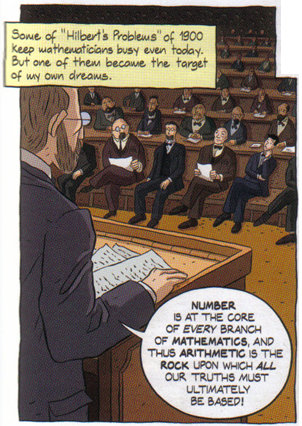 Some of "Hilbert's Problems" of 1900
keep mathematicians busy even today.
But one of them became the target
of my own dreams.
NUMBER
IS AT THE CORE
OF EVERY BRANCH
OF MATHEMATICS, AND
THUS ARITHMETIC IS THE
ROCK UPON WHICH ALL
OUR TRUTHS MUST
ULTIMATELY
BE BASED!